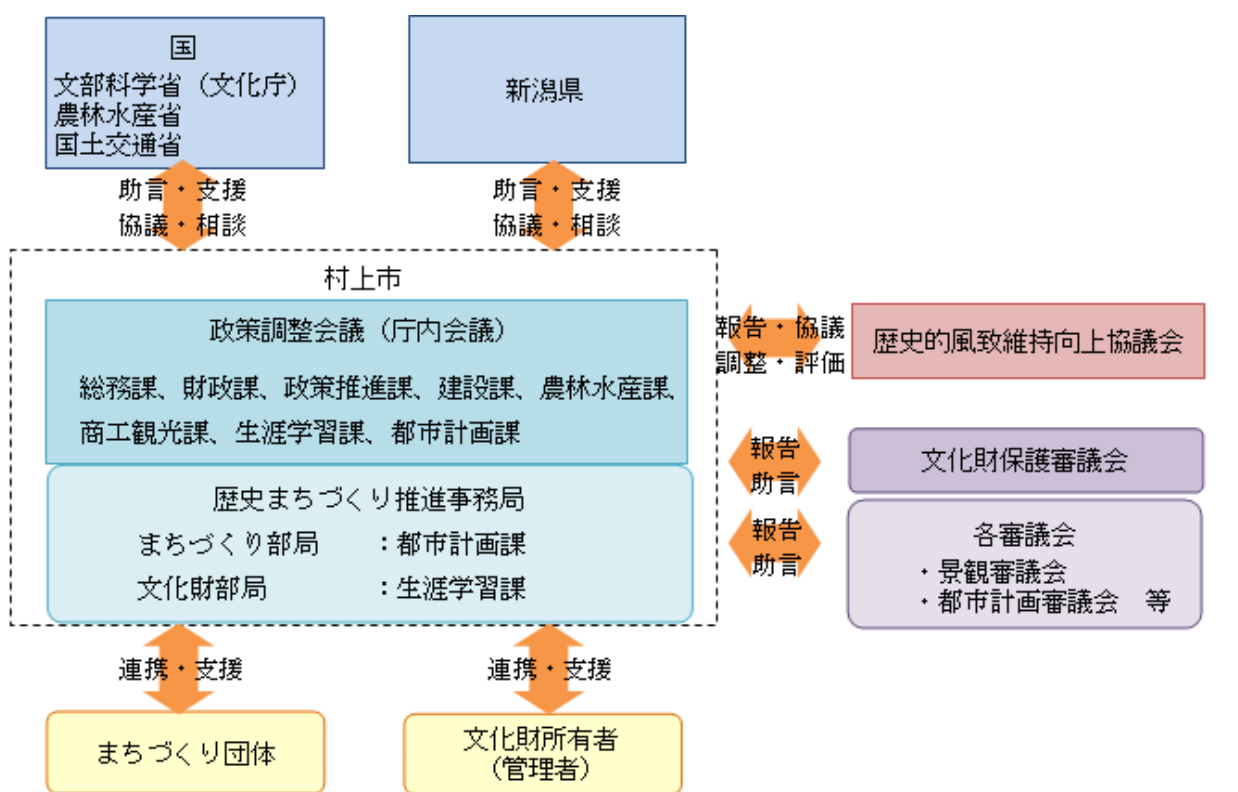 国
文部科学省（文化庁）
農林水産省
国土交通省
新潟県
助言・支援
協議・相談
助言・支援
協議・相談
村上市
政策調整会議（庁内会議）
総務課、財政課、政策推進課、建設課、農林水産課、
商工観光課、生涯学習課、都市計画課
報告・協議
調整・評価
歴史的風致維持向上協議会
報告
助言
文化財保護審議会
歴史まちづくり推進事務局
まちづくり部局　：都市計画課
文化財部局　：生涯学習課
報告
助言
各審議会
・景観審議会
・都市計画審議会　等
連携・支援
連携・支援
まちづくり団体
文化財所有者
（管理者）